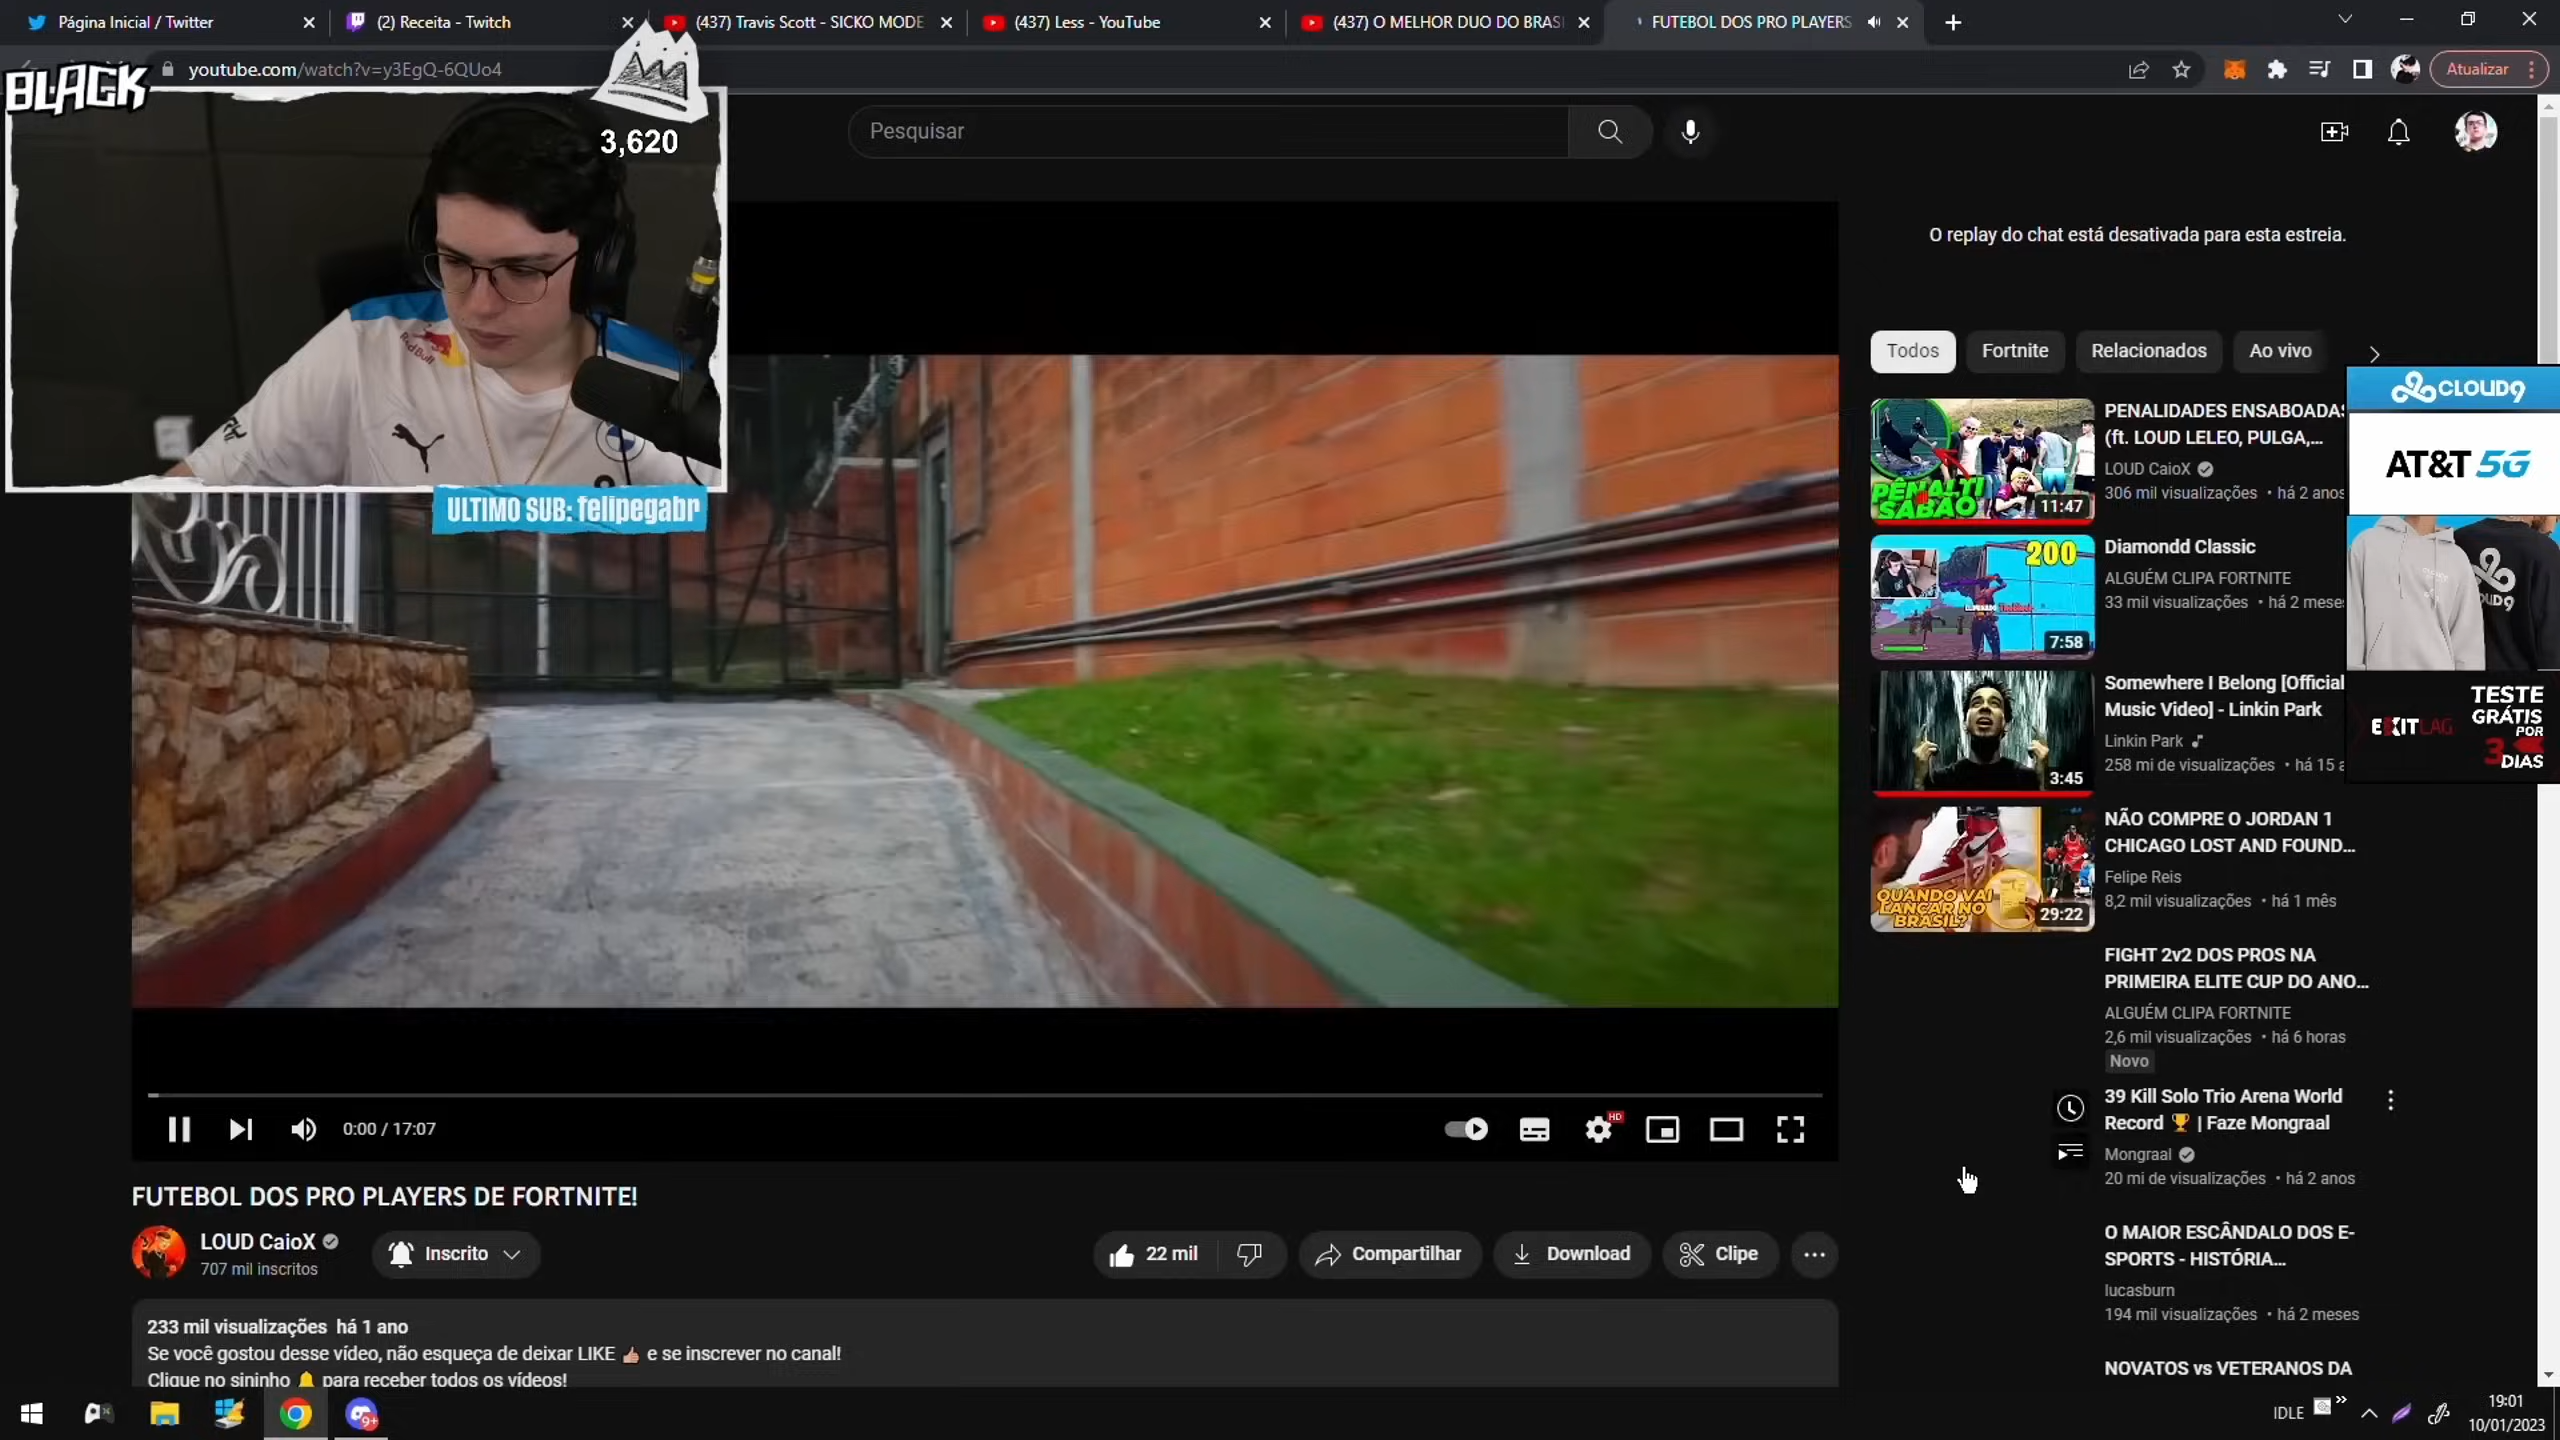 Página Inicial / Twitter
(2) Receita - Twitch
(437) Travis Scott - SICKO MODE
(437) Less - YouTube
(437) O MELHOR DUO DO BRAS
FUTEBOL DOS PRO PLAYERS
youtube.com/watch?v=y3EgQ-6QUo4
Atualizar
BLACK
3,620
Pesquisar
Red Bull
ULTIMO SUB: felipegabr
O replay do chat está desativada para esta estreia.
Todos
Fortnite
Relacionados
Ao vivo
PÊNALTI
SABÃO
11:47
PENALIDADES ENSABOADAS
(ft. LOUD LELEO, PULGA,...
LOUD CaioX
306 mil visualizações • há 2 anos
200
7:58
Diamondd Classic
ALGUÉM CLIPA FORTNITE
33 mil visualizações • há 2 mese
3:45
Somewhere I Belong [Official
Music Video] - Linkin Park
Linkin Park
258 mi de visualizações • há 15 a
QUANDO VAI
LANÇAR NO
BRASIL?
29:22
NÃO COMPRE O JORDAN 1
CHICAGO LOST AND FOUND...
Felipe Reis
8,2 mil visualizações • há 1 mês
FIGHT 2v2 DOS PROS NA
PRIMEIRA ELITE CUP DO ANO...
ALGUÉM CLIPA FORTNITE
2,6 mil visualizações • há 6 horas
Novo
39 Kill Solo Trio Arena World
Record 🏆 | Faze Mongraal
Mongraal
20 mi de visualizações • há 2 anos
O MAIOR ESCÂNDALO DOS E-
SPORTS - HISTÓRIA...
lucasburn
194 mil visualizações • há 2 meses
NOVATOS vs VETERANOS DA
CLOUD9
AT&T 5G
EXITLAG
TESTE
GRÁTIS
POR
3
DIAS
0:00 / 17:07
HD
FUTEBOL DOS PRO PLAYERS DE FORTNITE!
LOUD CaioX
707 mil inscritos
Inscrito
22 mil
Compartilhar
Download
Clipe
233 mil visualizações há 1 ano
Se você gostou desse vídeo, não esqueça de deixar LIKE 👍 e se inscrever no canal!
Clique no sininho 🔔 para receber todos os vídeos!
9+
IDLE
19:01
10/01/2023